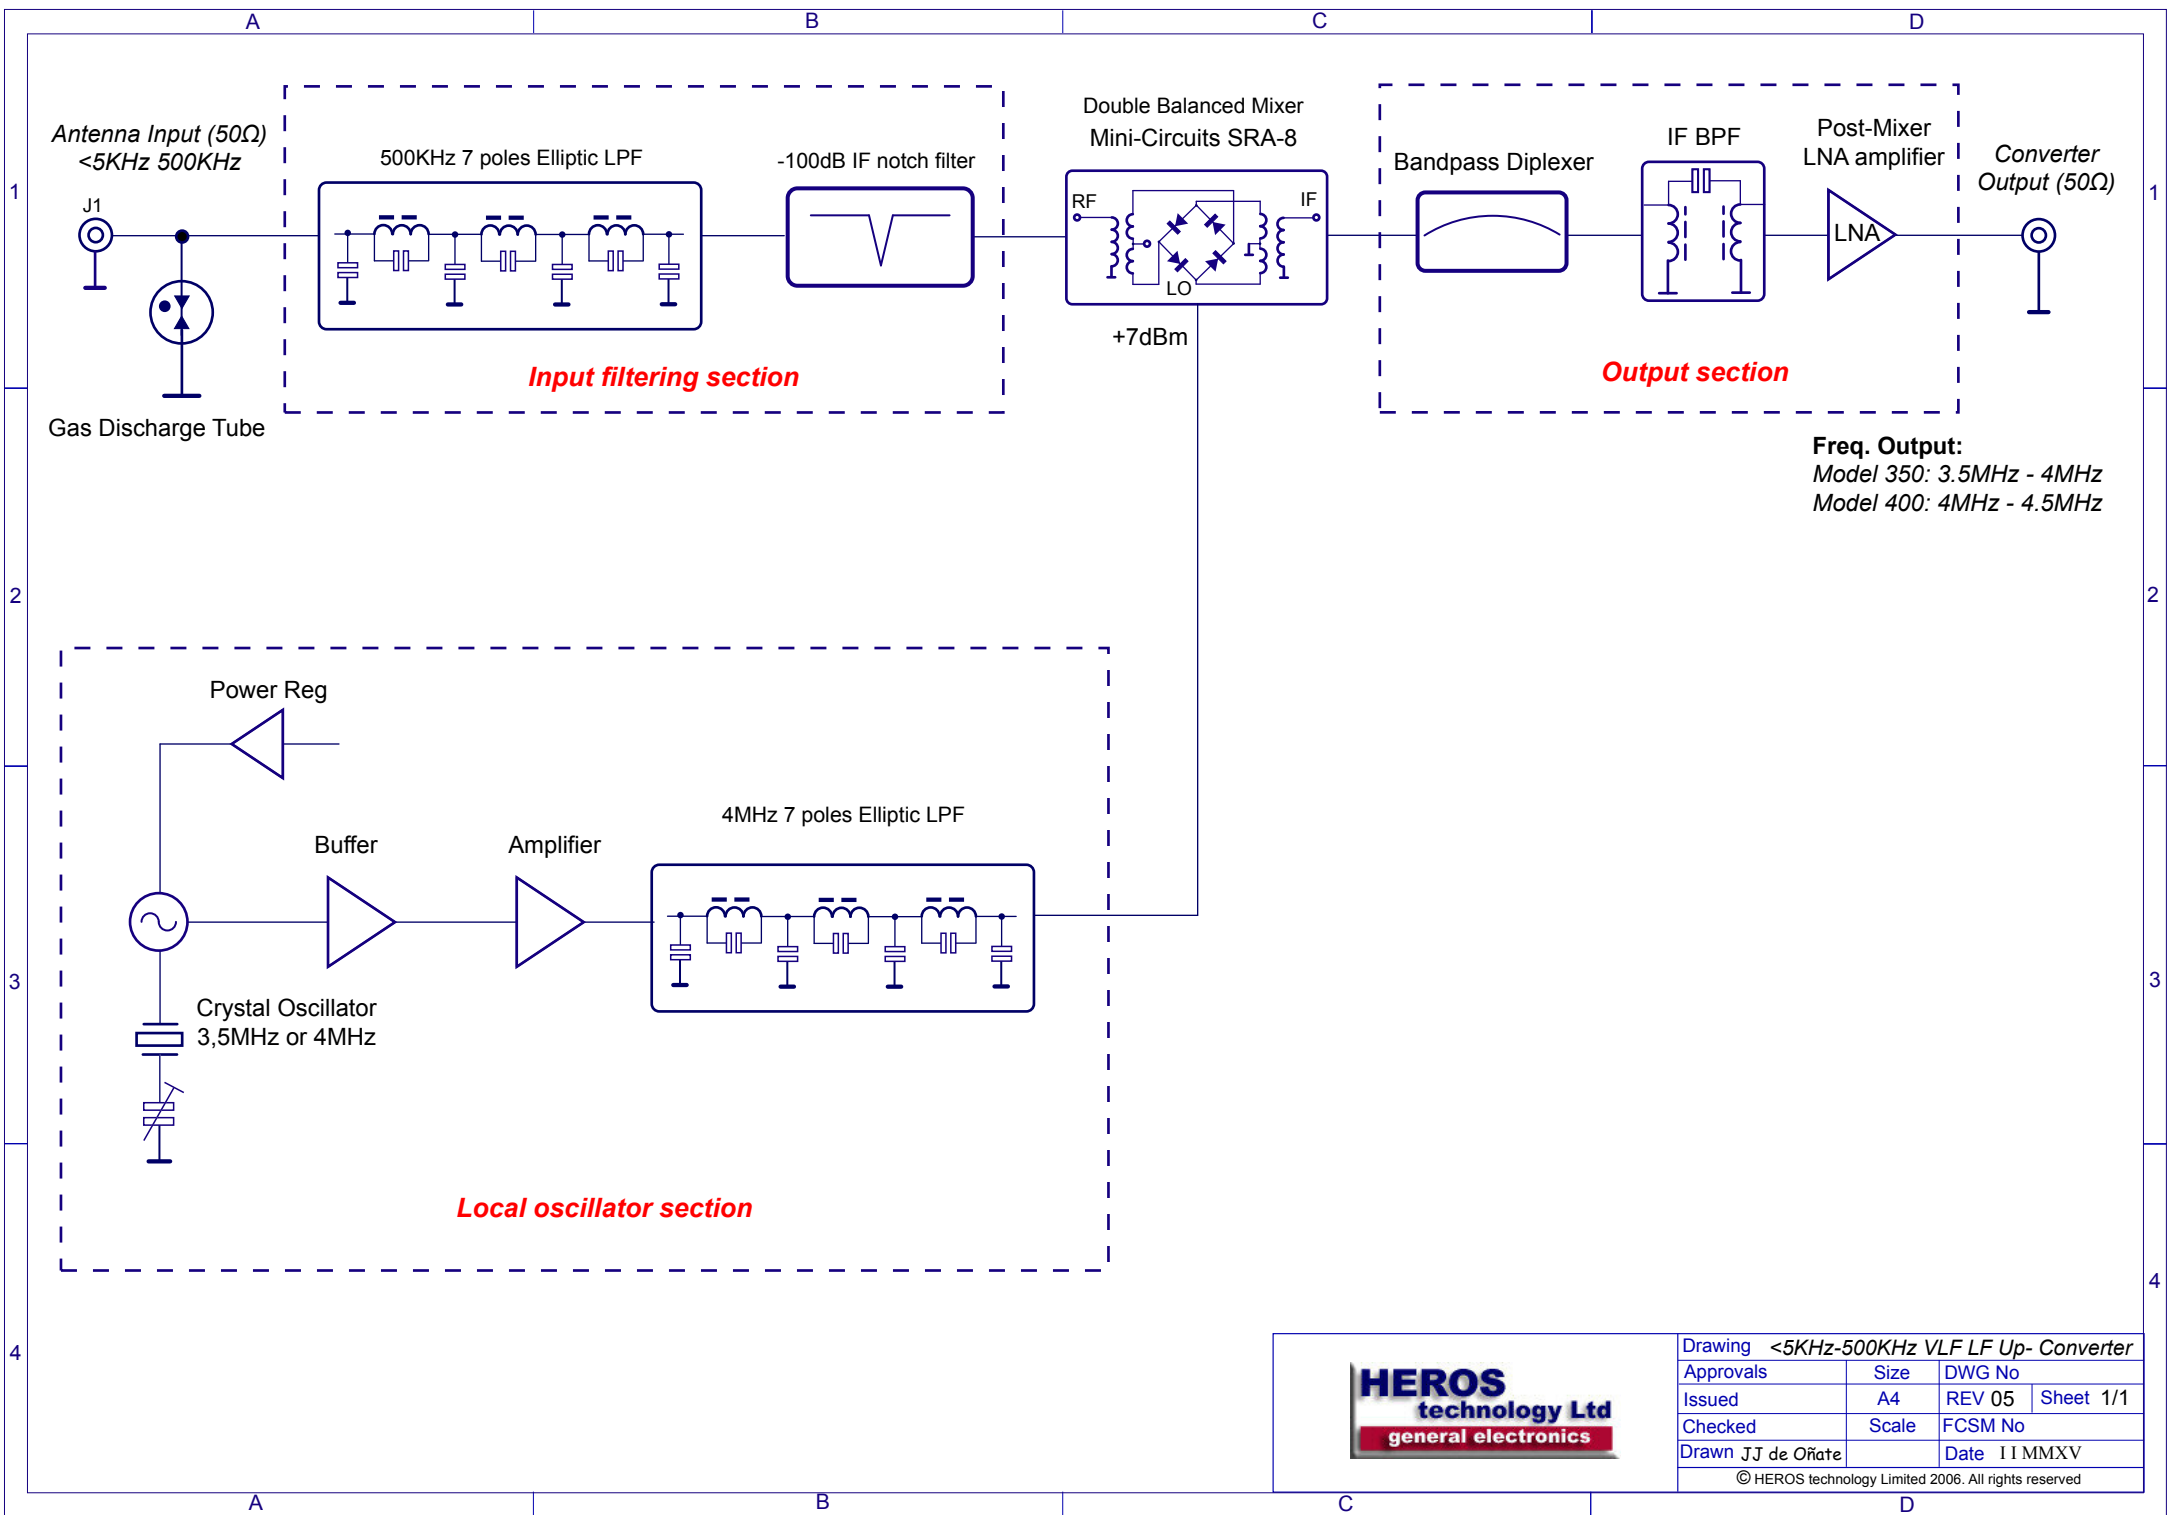 A B C D
Antenna Input (50Ω)
<5KHz 500KHz
J1
Gas Discharge Tube
500KHz 7 poles Elliptic LPF
-100dB IF notch filter
Input filtering section
Double Balanced Mixer
Mini-Circuits SRA-8
RF
IF
LO
+7dBm
Bandpass Diplexer
IF BPF
Post-Mixer
LNA amplifier
LNA
Output section
Converter
Output (50Ω)
Freq. Output:
Model 350: 3.5MHz - 4MHz
Model 400: 4MHz - 4.5MHz
1 1
2 2
Power Reg
Buffer
Amplifier
4MHz 7 poles Elliptic LPF
Crystal Oscillator
3,5MHz or 4MHz
Local oscillator section
3 3
4 4
HEROS
technology Ltd
general electronics
Drawing <5KHz-500KHz VLF LF Up- Converter
Approvals Size DWG No
Issued A4 REV 05 Sheet 1/1
Checked Scale FCSM No
Drawn JJ de Oñate Date I I MMXV
© HEROS technology Limited 2006. All rights reserved
A B C D